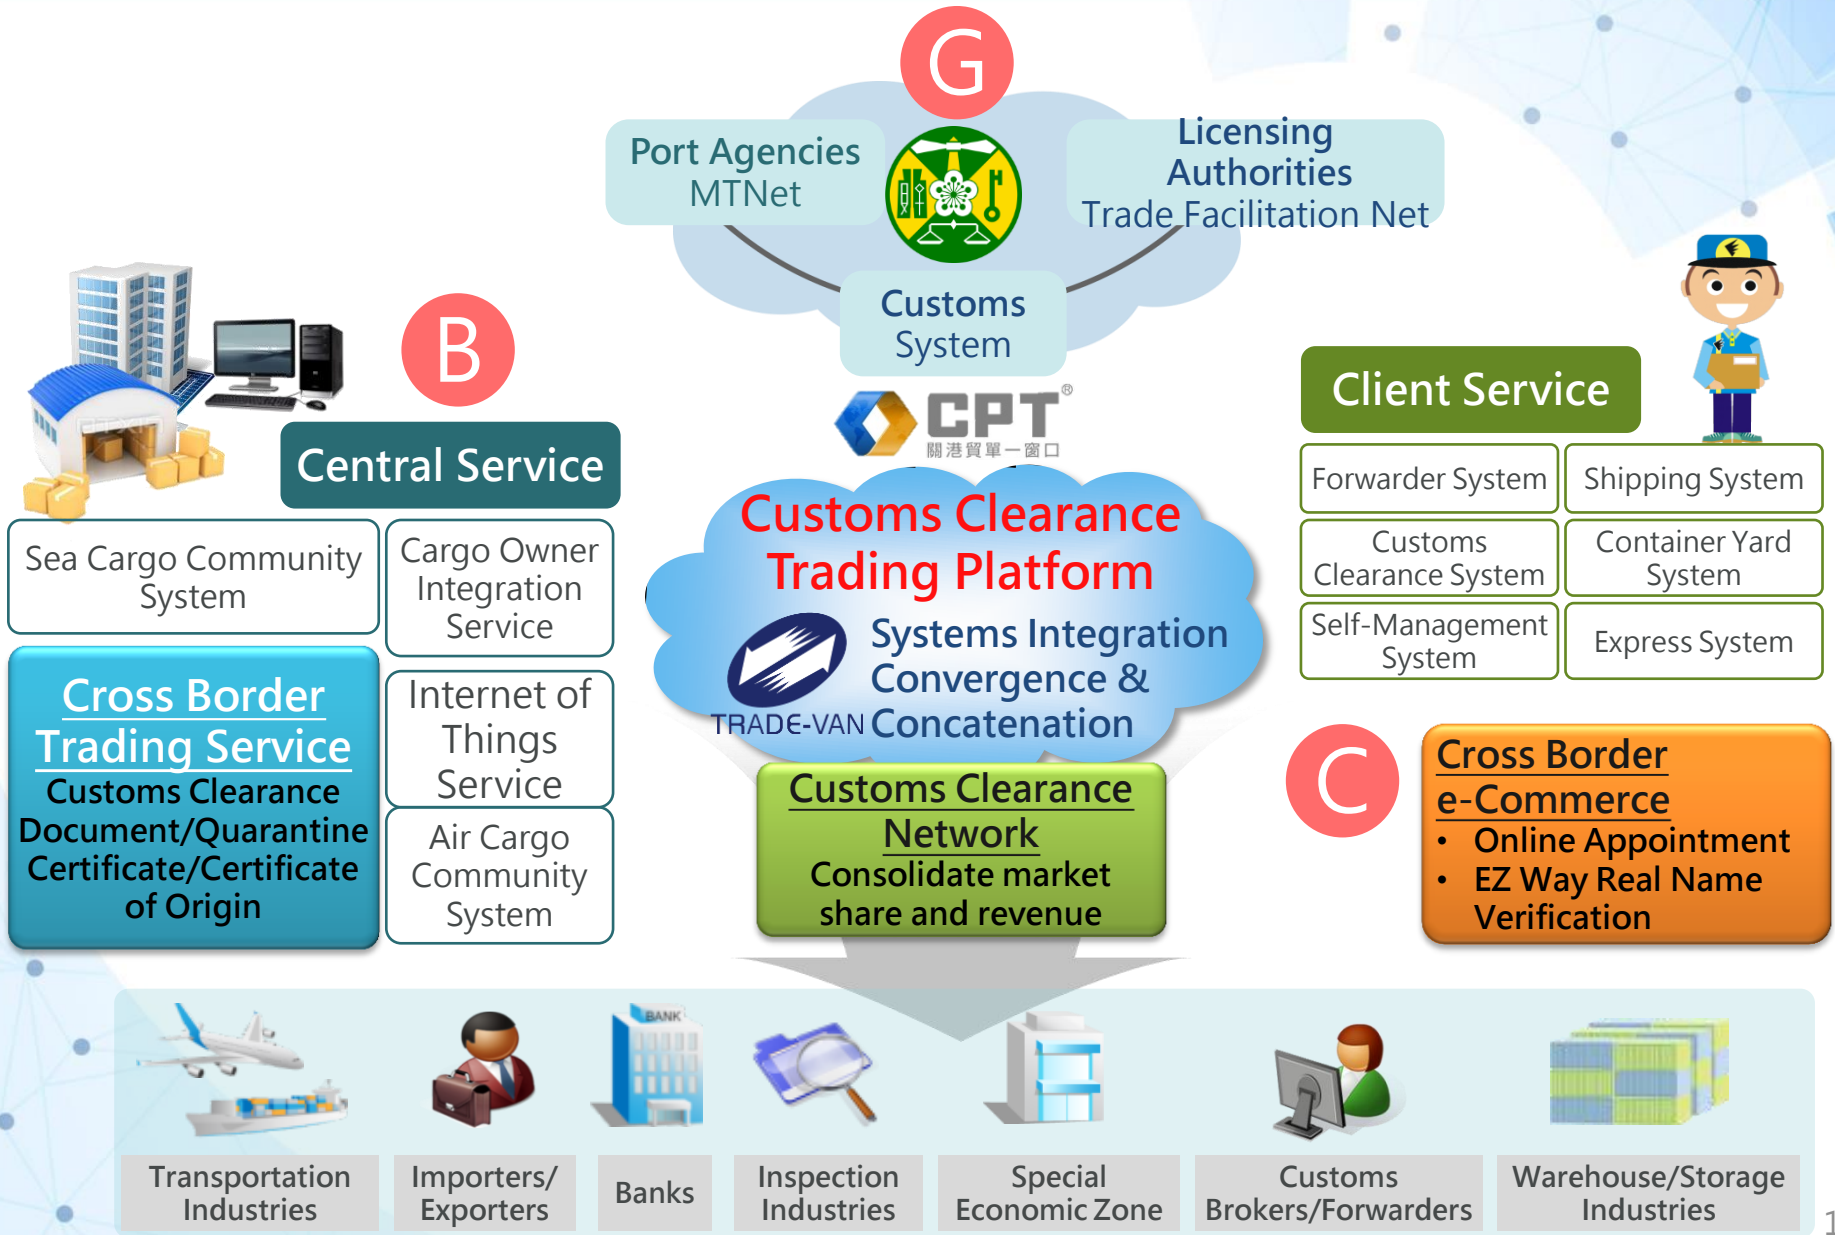 G
Port Agencies
MTNet
Licensing
Authorities
Trade Facilitation Net
Customs
System
B
CPT®
關港貿單一窗口
Central Service
Sea Cargo Community
System
Cargo Owner
Integration
Service
Cross Border
Trading Service
Customs Clearance
Document/Quarantine
Certificate/Certificate
of Origin
Internet of
Things
Service
Air Cargo
Community
System
Customs Clearance
Trading Platform
TRADE-VAN
Systems Integration
Convergence &
Concatenation
Customs Clearance
Network
Consolidate market
share and revenue
Client Service
Forwarder System
Shipping System
Customs
Clearance System
Container Yard
System
Self-Management
System
Express System
C
Cross Border
e-Commerce
• Online Appointment
• EZ Way Real Name
Verification
BANK
Transportation
Industries
Importers/
Exporters
Banks
Inspection
Industries
Special
Economic Zone
Customs
Brokers/Forwarders
Warehouse/Storage
Industries